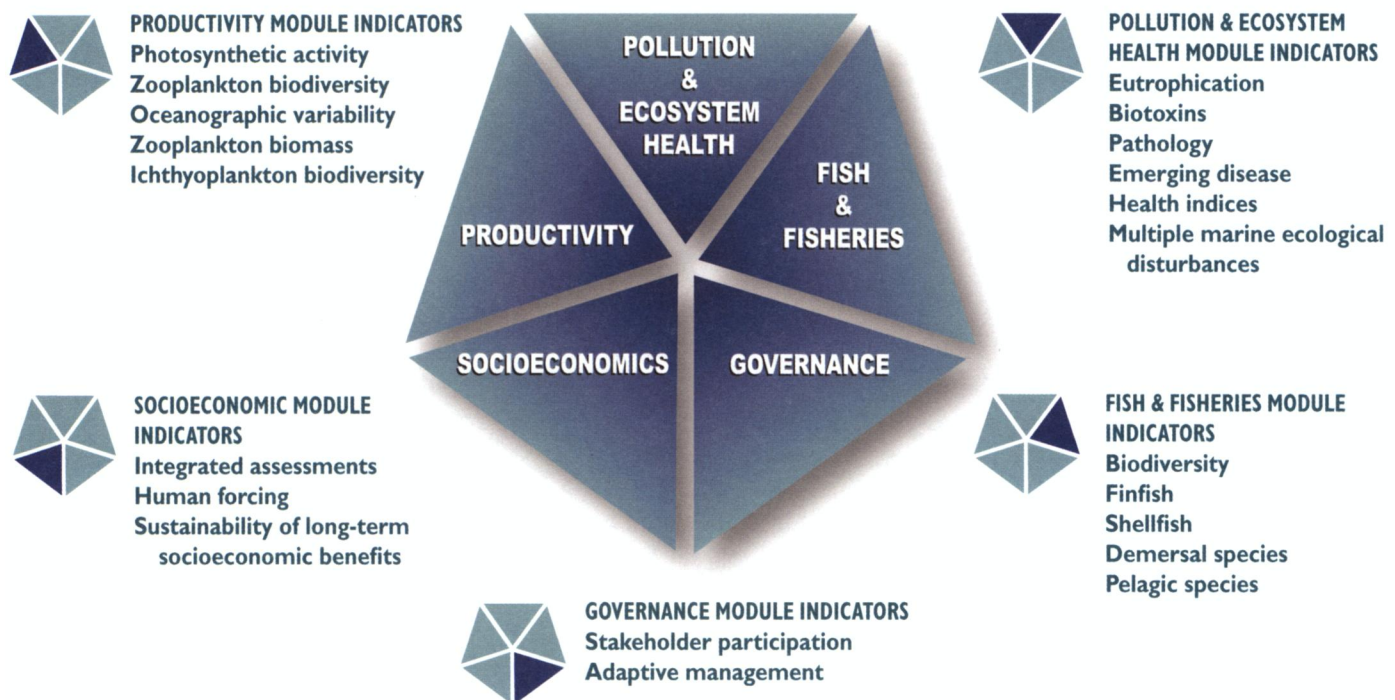 PRODUCTIVITY MODULE INDICATORS
Photosynthetic activity
Zooplankton biodiversity
Oceanographic variability
Zooplankton biomass
Ichthyoplankton biodiversity
POLLUTION
&
ECOSYSTEM
HEALTH
FISH
&
FISHERIES
PRODUCTIVITY
SOCIOECONOMICS
GOVERNANCE
POLLUTION & ECOSYSTEM
HEALTH MODULE INDICATORS
Eutrophication
Biotoxins
Pathology
Emerging disease
Health indices
Multiple marine ecological
disturbances
SOCIOECONOMIC MODULE
INDICATORS
Integrated assessments
Human forcing
Sustainability of long-term
socioeconomic benefits
FISH & FISHERIES MODULE
INDICATORS
Biodiversity
Finfish
Shellfish
Demersal species
Pelagic species
GOVERNANCE MODULE INDICATORS
Stakeholder participation
Adaptive management